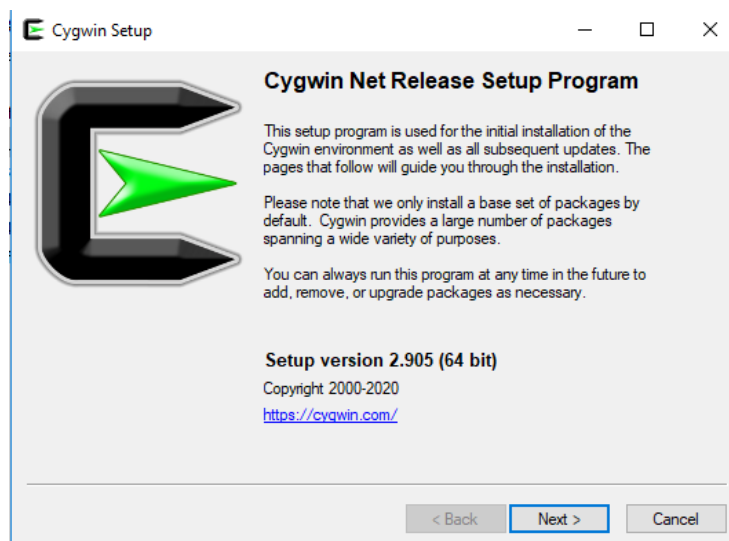 Cygwin Setup
Cygwin Net Release Setup Program
This setup program is used for the initial installation of the
Cygwin environment as well as all subsequent updates. The
pages that follow will guide you through the installation.
Please note that we only install a base set of packages by
default. Cygwin provides a large number of packages
spanning a wide variety of purposes.
You can always run this program at any time in the future to
add, remove, or upgrade packages as necessary.
Setup version 2.905 (64 bit)
Copyright 2000-2020
https://cygwin.com/
< Back Next > Cancel